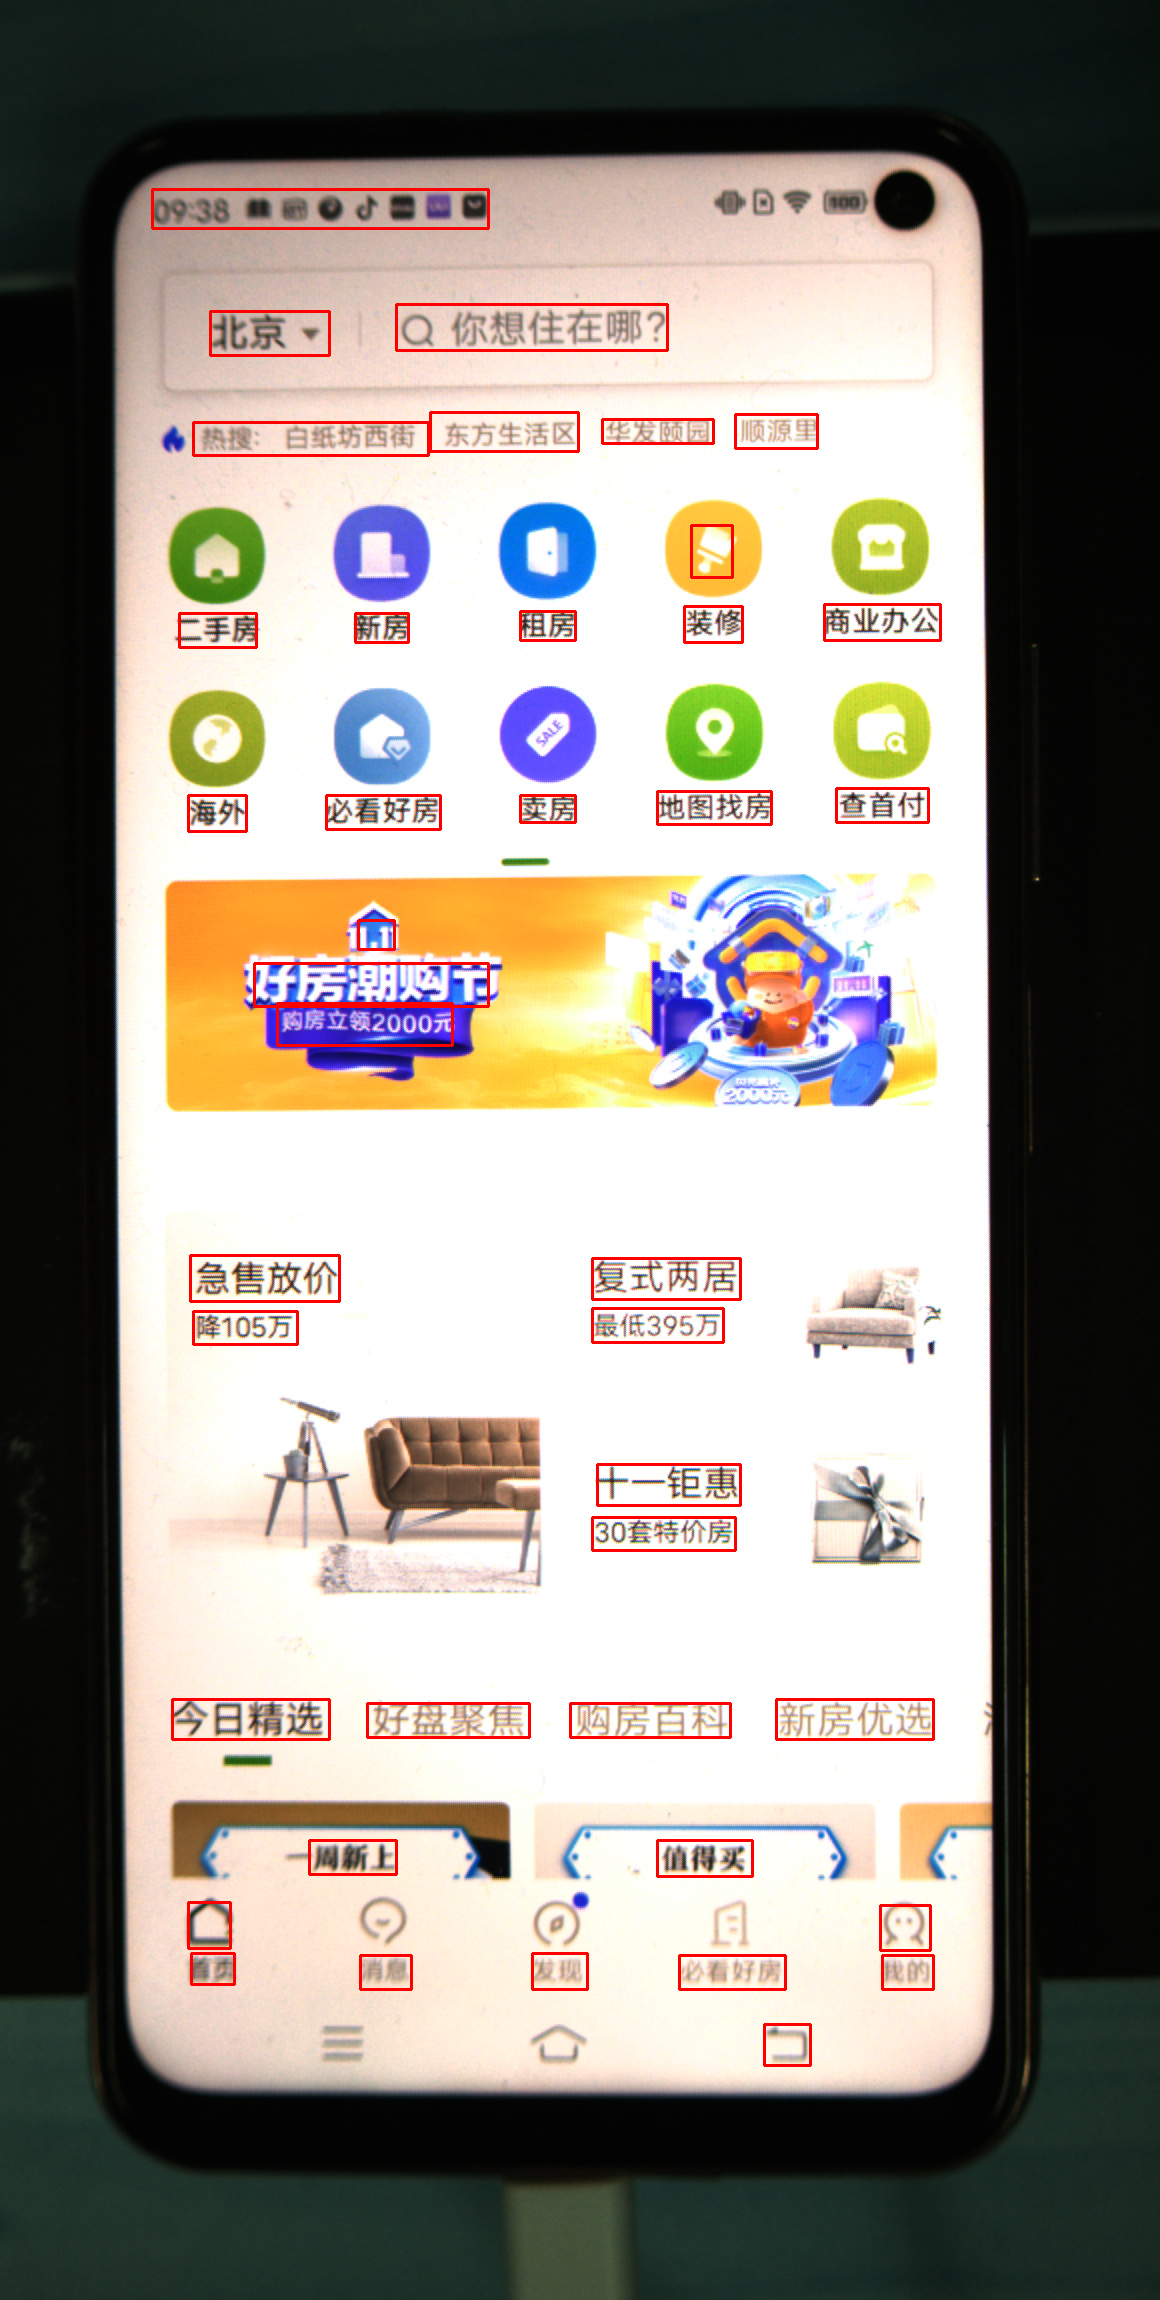 09:38 100
北京 你想住在哪?
热搜: 白纸坊西街 东方生活区 华发颐园 顺源里
二手房 新房 租房 装修 商业办公
SALE
海外 必看好房 卖房 地图找房 查首付
11.11
好房潮购节
购房立领2000元
2000元
急售放价 复式两居
降105万 最低395万
十一钜惠
30套特价房
今日精选 好盘聚焦 购房百科 新房优选
一周新上 值得买
首页 消息 发现 必看好房 我的